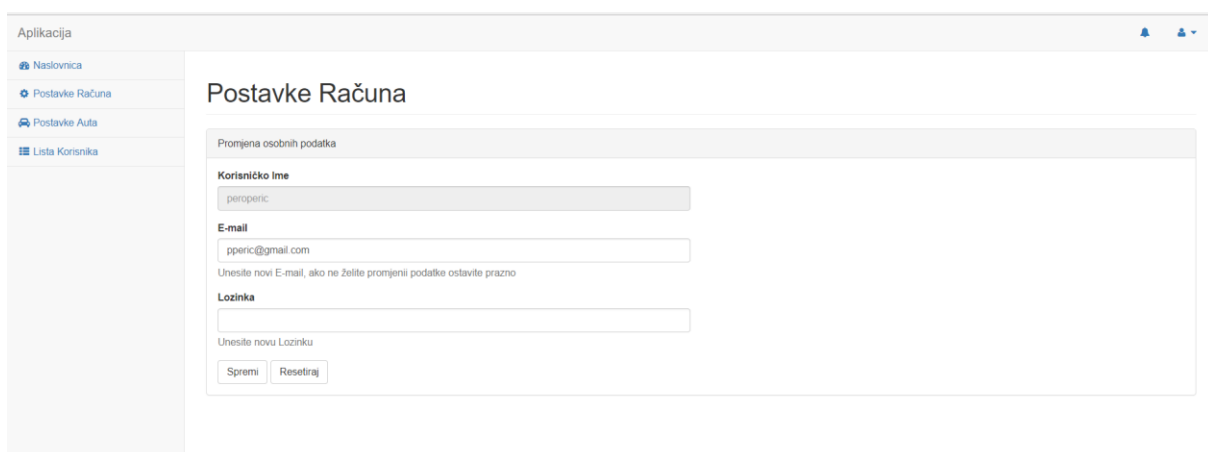 Aplikacija
Naslovnica
Postavke Računa
Postavke Auta
Lista Korisnika
Postavke Računa
Promjena osobnih podatka
Korisničko Ime
peroperic
E-mail
pperic@gmail.com
Unesite novi E-mail, ako ne želite promjenii podatke ostavite prazno
Lozinka
Unesite novu Lozinku
Spremi Resetiraj